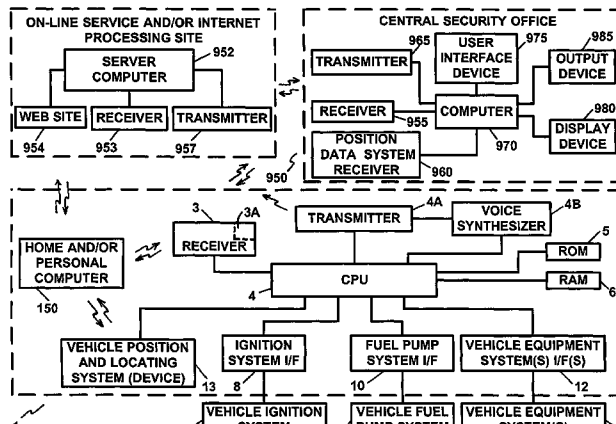 ON-LINE SERVICE AND/OR INTERNET
PROCESSING SITE
SERVER
COMPUTER
952
WEB SITE
RECEIVER
TRANSMITTER
954
953
957
CENTRAL SECURITY OFFICE
965
975
985
TRANSMITTER
USER
INTERFACE
DEVICE
OUTPUT
DEVICE
RECEIVER
955
COMPUTER
970
980
DISPLAY
DEVICE
POSITION
DATA SYSTEM
RECEIVER
960
950
3
3A
RECEIVER
4A
TRANSMITTER
4B
VOICE
SYNTHESIZER
5
ROM
HOME AND/OR
PERSONAL
COMPUTER
150
CPU
4
RAM
6
VEHICLE POSITION
AND LOCATING
SYSTEM (DEVICE)
13
IGNITION
SYSTEM I/F
8
FUEL PUMP
SYSTEM I/F
10
VEHICLE EQUIPMENT
SYSTEM(S) I/F(S)
12
VEHICLE IGNITION
SYSTEM
VEHICLE FUEL
PUMP SYSTEM
VEHICLE EQUIPMENT
SYSTEM(S)